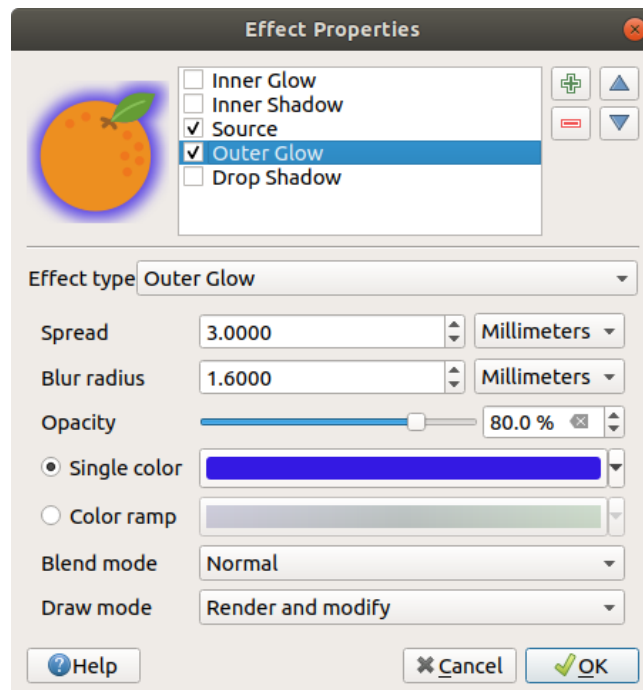 Effect Properties
Inner Glow
Inner Shadow
Source
Outer Glow
Drop Shadow
Effect type Outer Glow
Spread 3.0000 Millimeters
Blur radius 1.6000 Millimeters
Opacity 80.0 %
Single color
Color ramp
Blend mode Normal
Draw mode Render and modify
Help Cancel OK